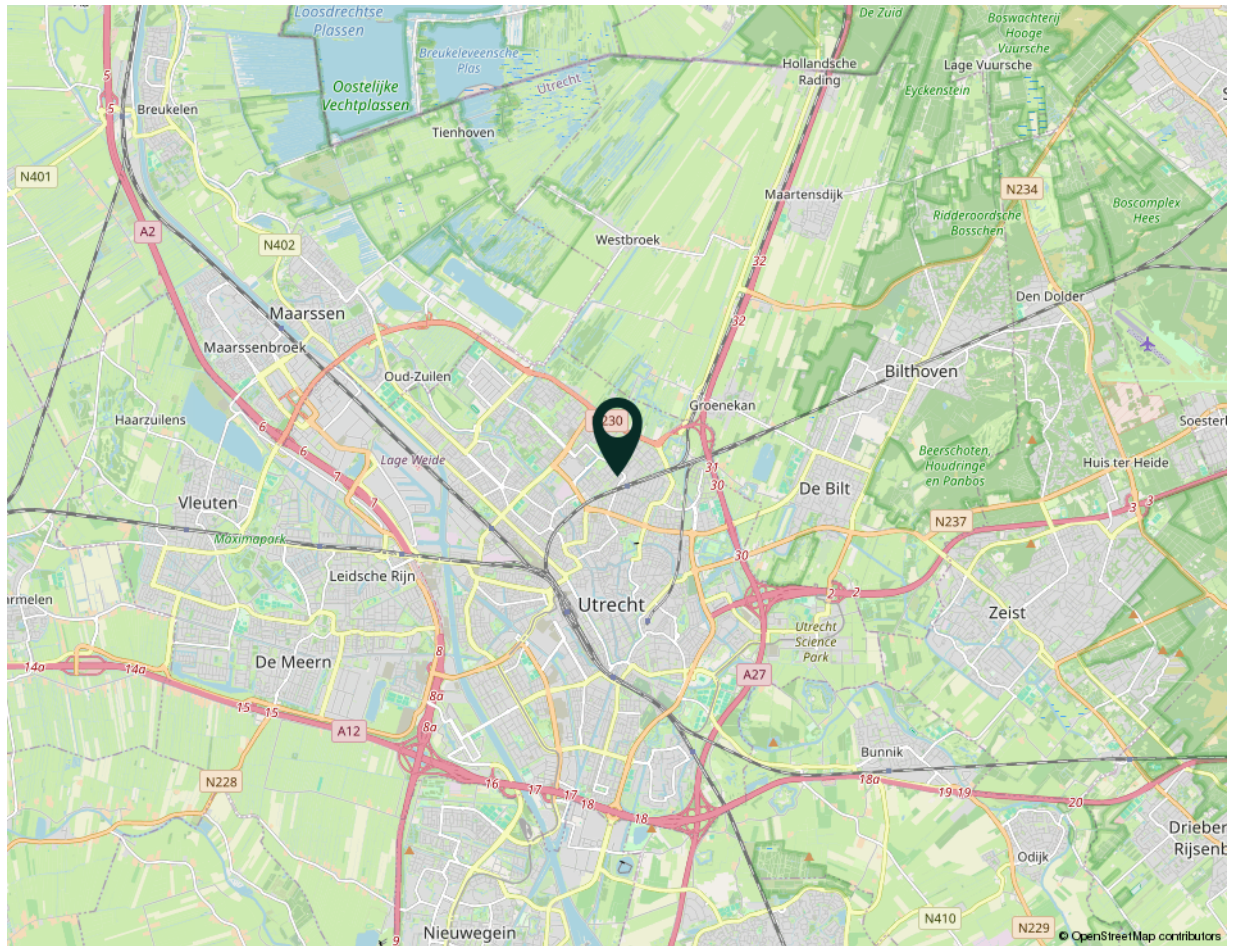 Loosdrechtse
Plassen
De Zuid
Boswachterij
Hooge
Vuursche
Breukeleveensche
Plas
Hollandsche
Rading
Lage Vuursche
5
Oostelijke
Vechtplassen
Utrecht
Eyckenstein
5
Breukelen
Tienhoven
N401
Maartensdijk
N234
Ridderoordsche
Bosschen
Boscomplex
Hees
A2
N402
Westbroek
32
Den Dolder
Maarssen
32
Maarssenbroek
Oud-Zuilen
Bilthoven
Groenekan
Haarzuilens
230
Soester
6
6
7
Lage Weide
31
30
Beerschoten,
Houdringe
en Panbos
Huis ter Heide
7
De Bilt
Vleuten
3
3
N237
Maximapark
30
Leidsche Rijn
2
2
armelen
Utrecht
Zeist
Utrecht
Science
Park
8
De Meern
14a
14a
A27
8a
15
15
8a
A12
Bunnik
N228
16
17
17
18
18
18a
19
19
20
Drieber
Rijsenb
Odijk
N410
N229
Nieuwegein
9
© OpenStreetMap contributors